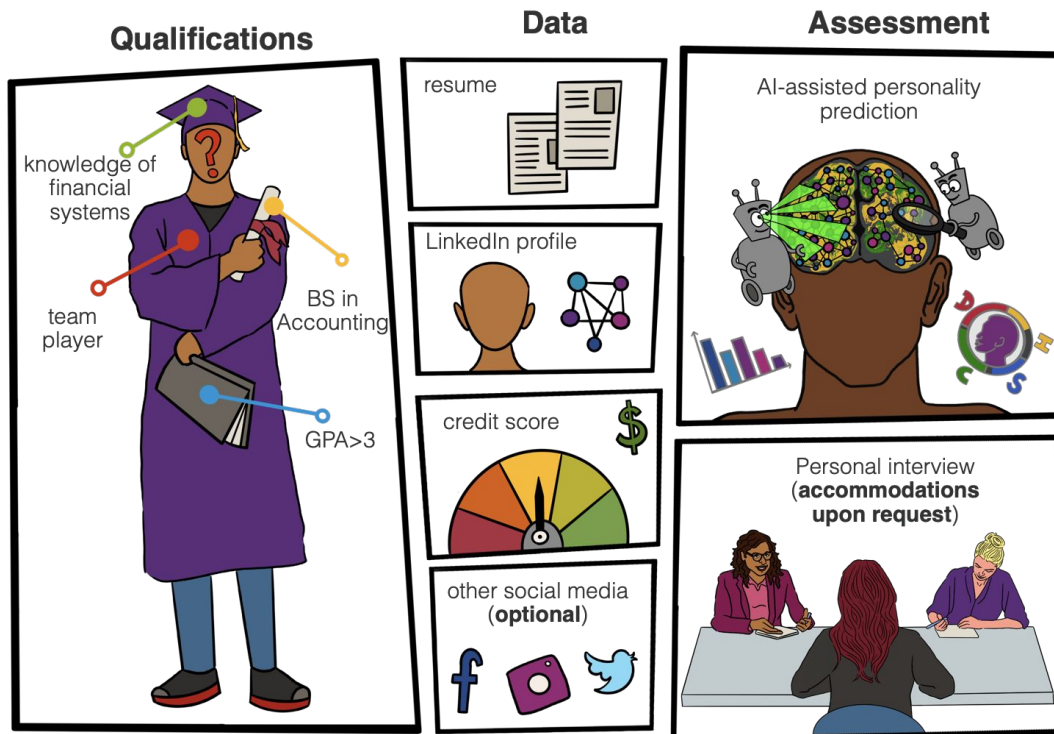 Qualifications
knowledge of
financial
systems
team
player
BS in
Accounting
GPA>3
?
Data
resume
LinkedIn profile
credit score
$
other social media
(optional)
f
Assessment
AI-assisted personality
prediction
D
I
S
C
Personal interview
(accommodations
upon request)